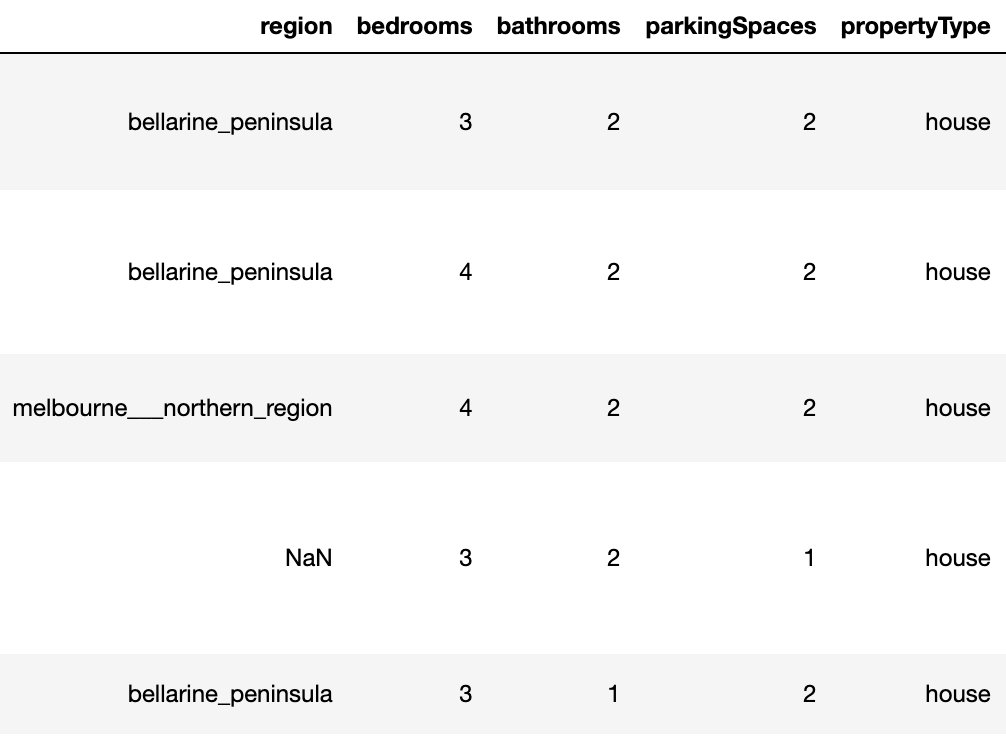 region bedrooms bathrooms parkingSpaces propertyType
bellarine_peninsula 3 2 2 house
bellarine_peninsula 4 2 2 house
melbourne___northern_region 4 2 2 house
NaN 3 2 1 house
bellarine_peninsula 3 1 2 house